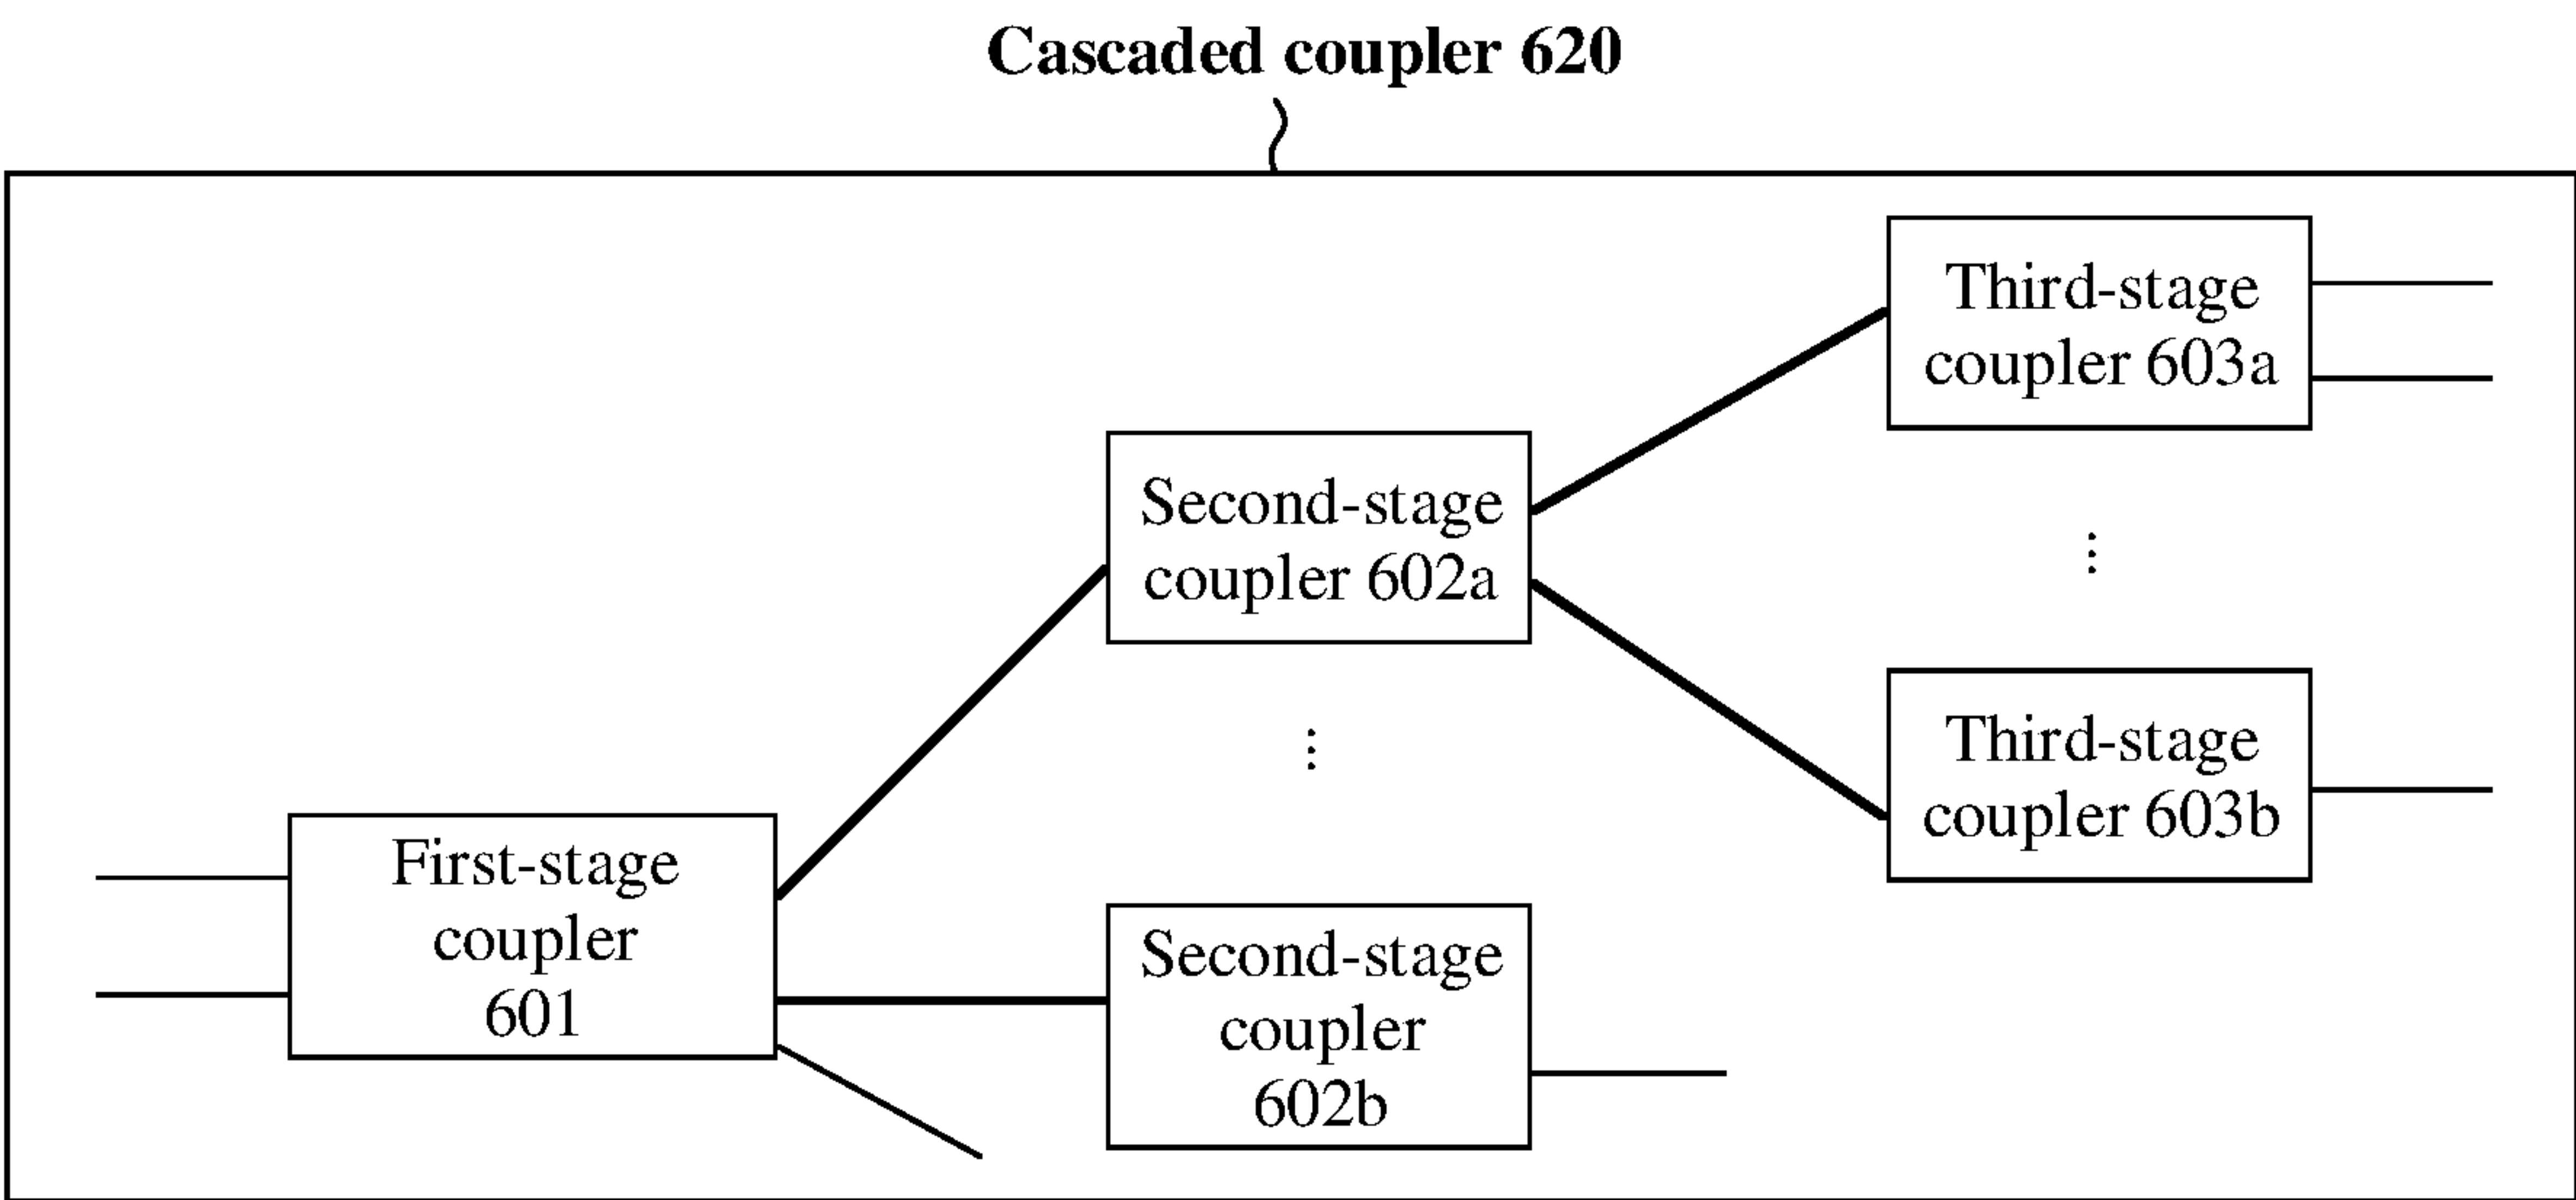 Cascaded coupler 620
Third-stage
coupler 603a
Second-stage
coupler 602a
Third-stage
coupler 603b
First-stage
coupler
601
Second-stage
coupler
602b